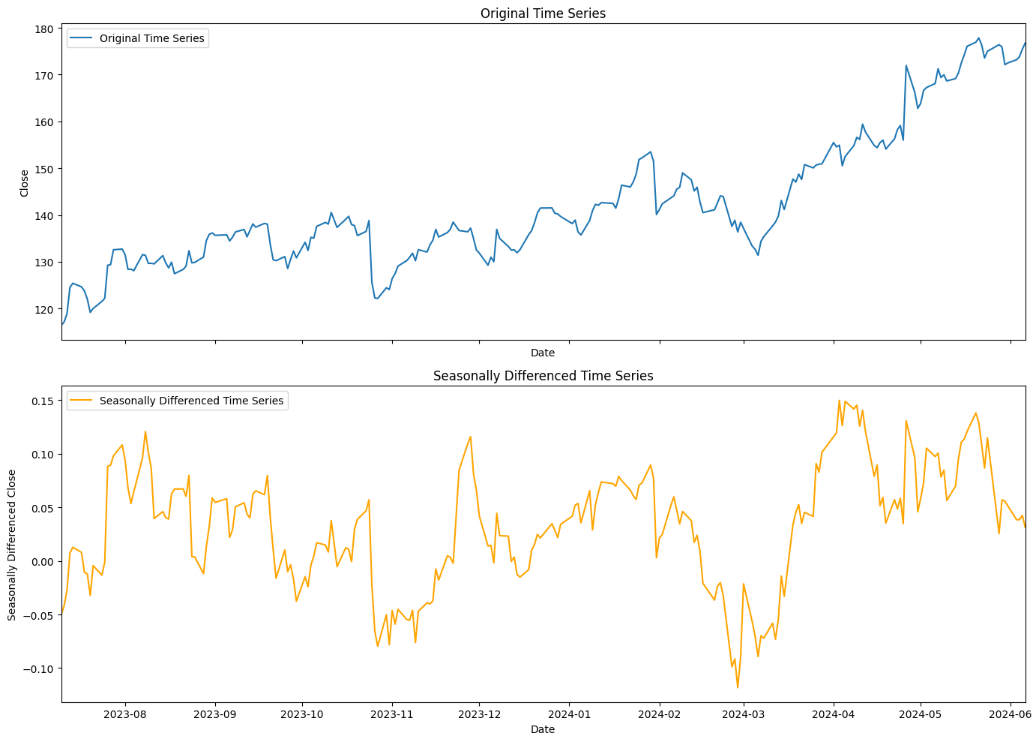 Original Time Series
Original Time Series
180
170
160
150
140
130
120
Close
Date
Seasonally Differenced Time Series
Seasonally Differenced Time Series
0.15
0.10
0.05
0.00
−0.05
−0.10
Seasonally Differenced Close
2023-08 2023-09 2023-10 2023-11 2023-12 2024-01 2024-02 2024-03 2024-04 2024-05 2024-06
Date